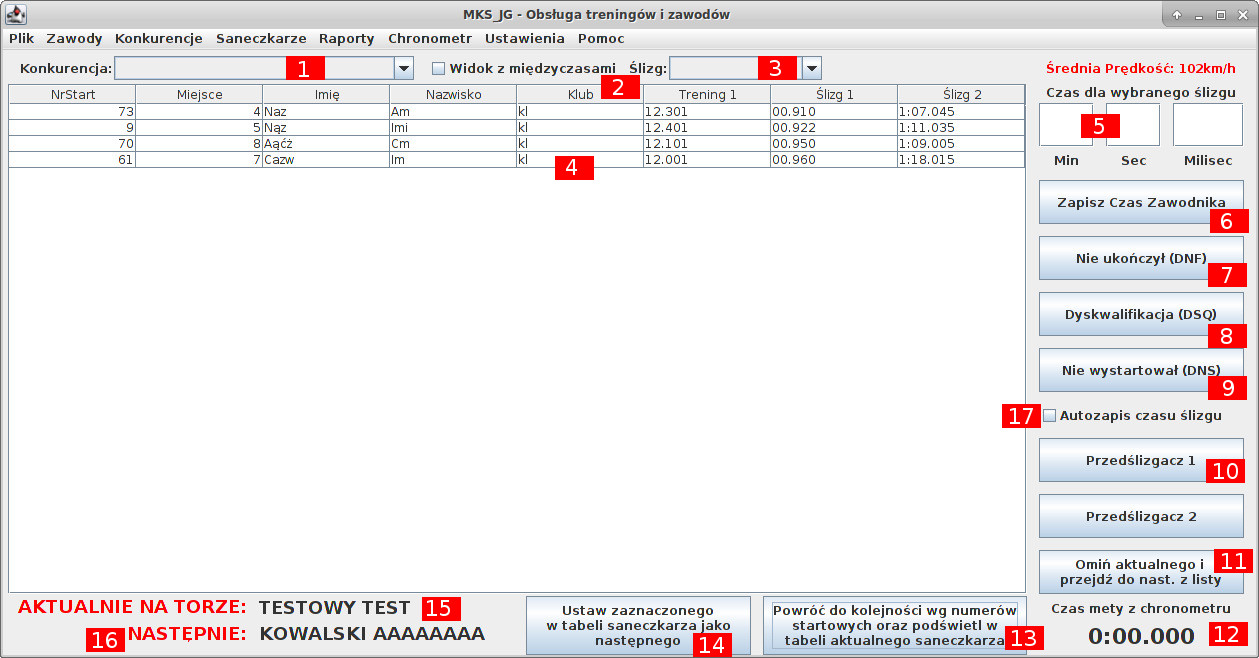 MKS_JG - Obsługa treningów i zawodów
Plik Zawody Konkurencje Saneczkarze Raporty Chronometr Ustawienia Pomoc
Konkurencja: 1 Widok z międzyczasami Ślizg: 3 Średnia Prędkość: 102km/h
2
NrStart Miejsce Imię Nazwisko Klub Trening 1 Ślizg 1 Ślizg 2
73 4 Naz Am kl 12.301 00.910 1:07.045
9 5 Nąz Imi kl 12.401 00.922 1:11.035
70 8 Aąćż Cm kl 12.101 00.950 1:09.005
61 7 Cazw Im kl 12.001 00.960 1:18.015
4
Czas dla wybranego ślizgu
5
Min Sec Milisec
Zapisz Czas Zawodnika
6
Nie ukończył (DNF)
7
Dyskwalifikacja (DSQ)
8
Nie wystartował (DNS)
9
17 Autozapis czasu ślizgu
Przedślizgacz 1
10
Przedślizgacz 2
Omiń aktualnego i
przejdź do nast. z listy
11
AKTUALNIE NA TORZE: TESTOWY TEST 15
16 NASTĘPNIE: KOWALSKI AAAAAAAA
Ustaw zaznaczonego
w tabeli saneczkarza jako
następnego
14
Powróć do kolejności wg numerów
startowych oraz podświetl w
tabeli aktualnego saneczkarza
13
Czas mety z chronometru
0:00.000 12